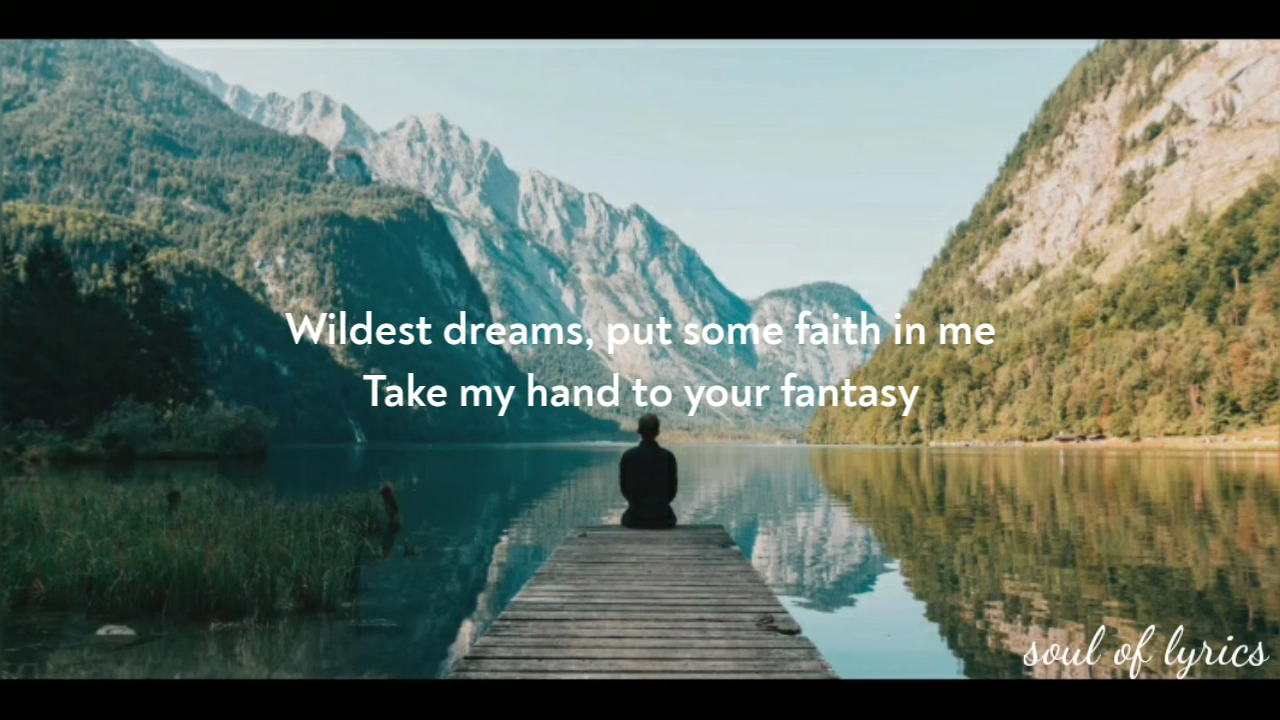 Wildest dreams, put some faith in me
Take my hand to your fantasy
soul of lyrics